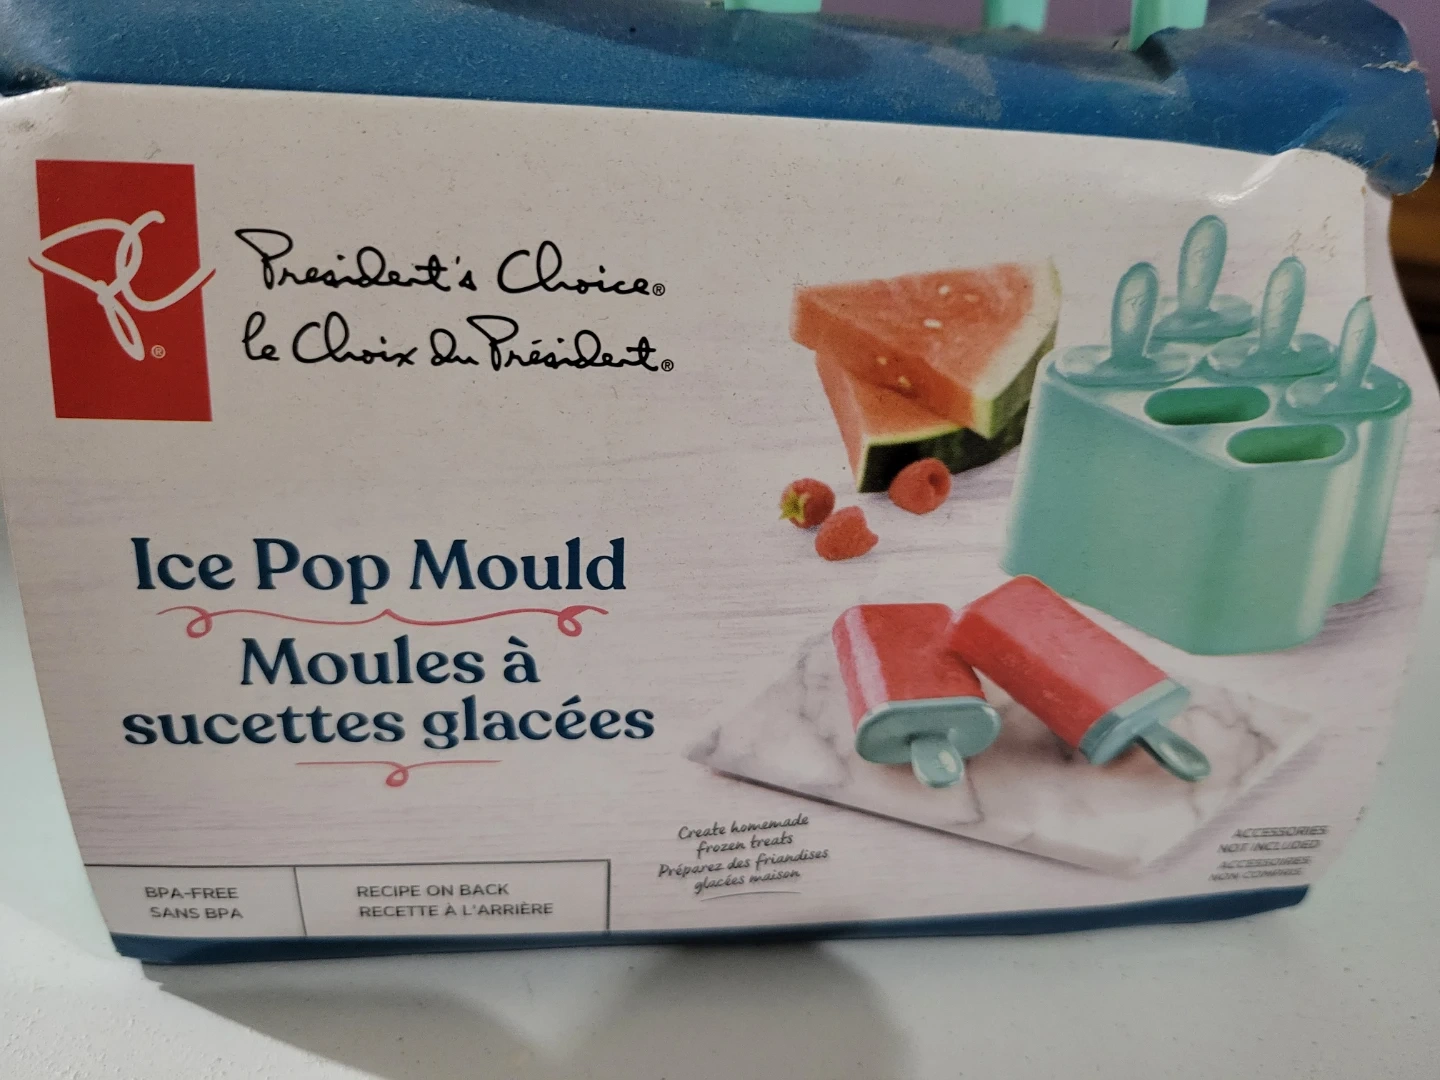 PC®
President's Choice®
le Choix du Président®
Ice Pop Mould
Moules à
sucettes glacées
Create homemade
frozen treats
Préparez des friandises
glacées maison
BPA-FREE
SANS BPA
RECIPE ON BACK
RECETTE À L'ARRIÈRE
ACCESSORIES
NOT INCLUDED
ACCESSOIRES
NON COMPRIS